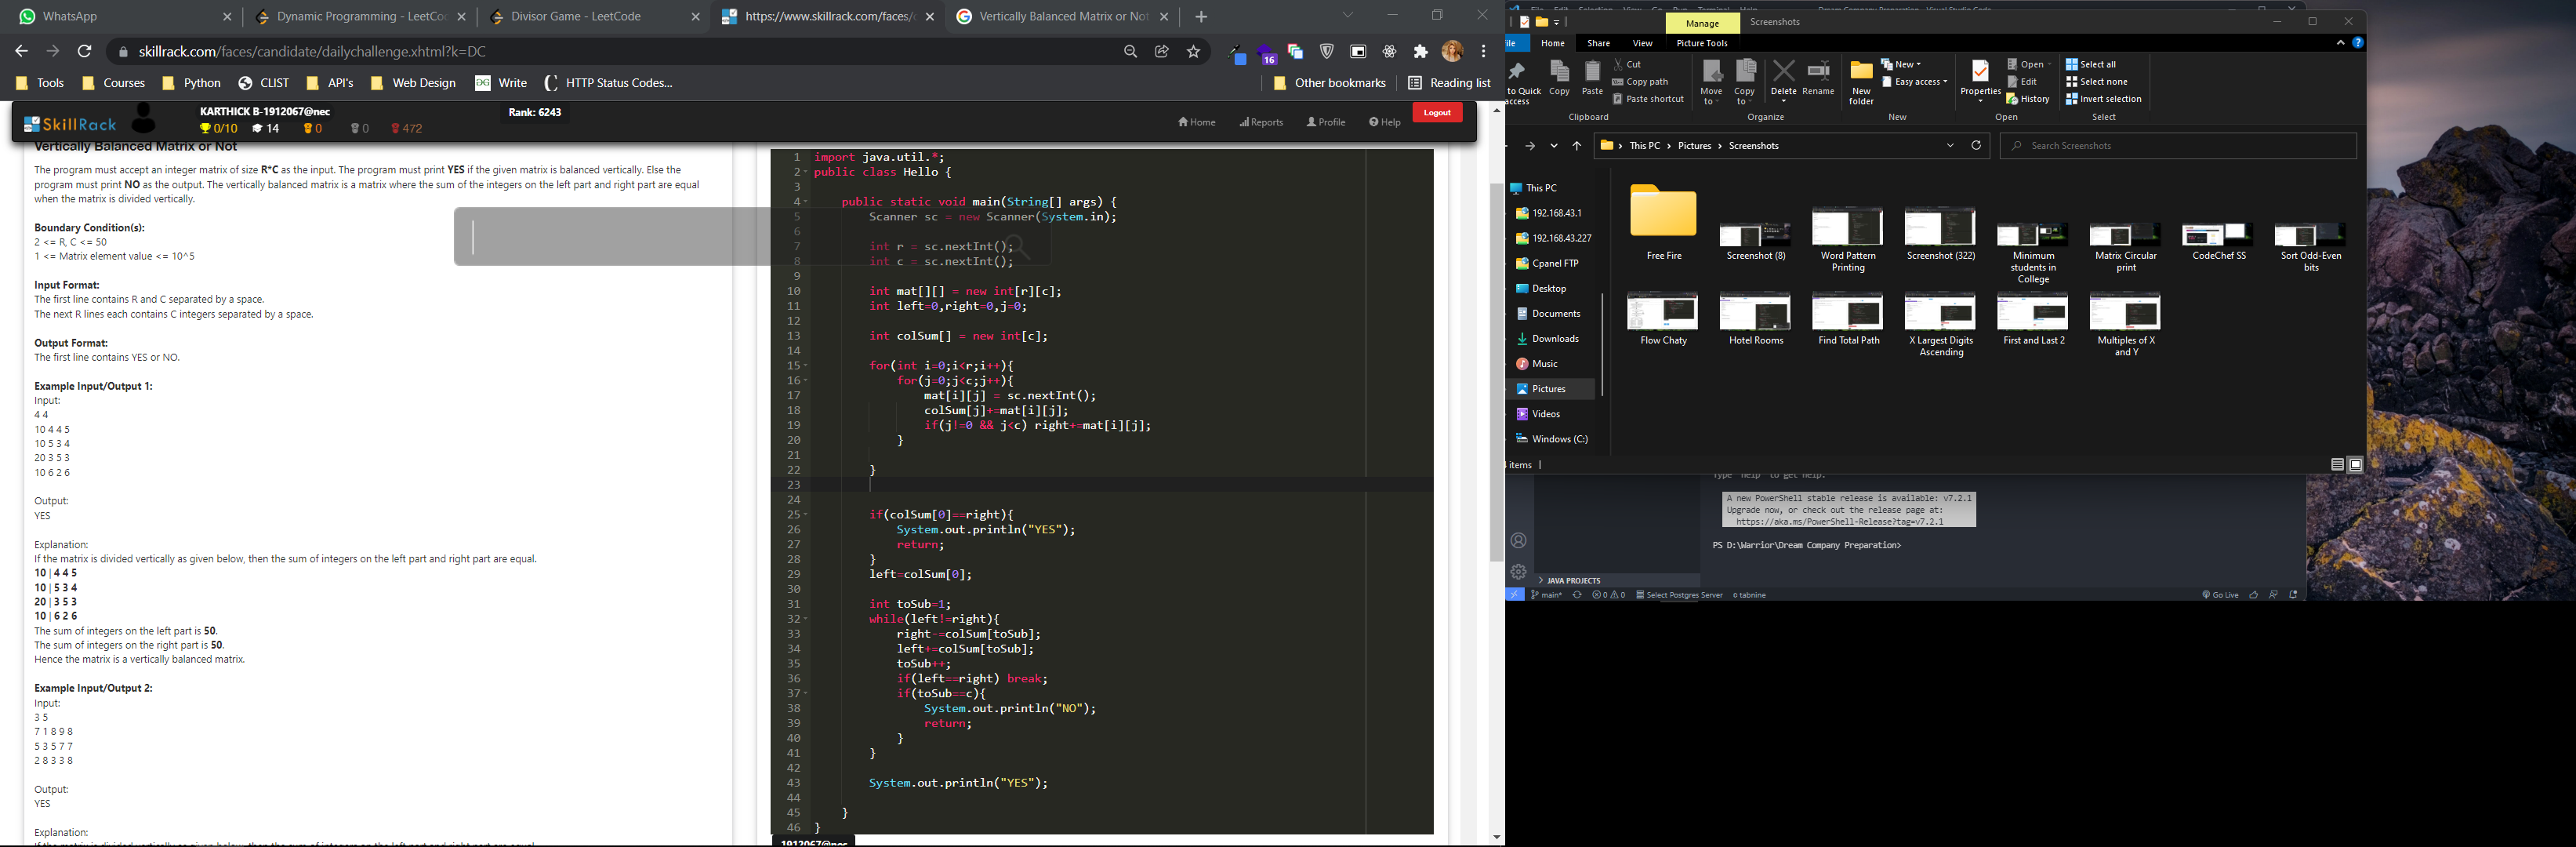 WhatsApp
Dynamic Programming - LeetCo
Divisor Game - LeetCode
https://www.skillrack.com/faces/c
Vertically Balanced Matrix or Not
skillrack.com/faces/candidate/dailychallenge.xhtml?k=DC
16
Tools
Courses
Python
CLIST
API's
Web Design
Write
HTTP Status Codes...
Other bookmarks
Reading list
SkillRack
KARTHICK B-1912067@nec
0/10
14
0
0
472
Rank: 6243
Home
Reports
Profile
Help
Logout
Vertically Balanced Matrix or Not
The program must accept an integer matrix of size R*C as the input. The program must print YES if the given matrix is balanced vertically. Else the
program must print NO as the output. The vertically balanced matrix is a matrix where the sum of the integers on the left part and right part are equal
when the matrix is divided vertically.
Boundary Condition(s):
2 <= R, C <= 50
1 <= Matrix element value <= 10^5
Input Format:
The first line contains R and C separated by a space.
The next R lines each contains C integers separated by a space.
Output Format:
The first line contains YES or NO.
Example Input/Output 1:
Input:
4 4
10 4 4 5
10 5 3 4
20 3 5 3
10 6 2 6
Output:
YES
Explanation:
If the matrix is divided vertically as given below, then the sum of integers on the left part and right part are equal.
10 | 4 4 5
10 | 5 3 4
20 | 3 5 3
10 | 6 2 6
The sum of integers on the left part is 50.
The sum of integers on the right part is 50.
Hence the matrix is a vertically balanced matrix.
Example Input/Output 2:
Input:
3 5
7 1 8 9 8
5 3 5 7 7
2 8 3 3 8
Output:
YES
Explanation:
1 import java.util.*;
2 public class Hello {
3
4 public static void main(String[] args) {
5 Scanner sc = new Scanner(System.in);
6
7 int r = sc.nextInt();
8 int c = sc.nextInt();
9
10 int mat[][] = new int[r][c];
11 int left=0,right=0,j=0;
12
13 int colSum[] = new int[c];
14
15 for(int i=0;i<r;i++){
16 for(j=0;j<c;j++){
17 mat[i][j] = sc.nextInt();
18 colSum[j]+=mat[i][j];
19 if(j!=0 && j<c) right+=mat[i][j];
20 }
21
22 }
23
24
25 if(colSum[0]==right){
26 System.out.println("YES");
27 return;
28 }
29 left=colSum[0];
30
31 int toSub=1;
32 while(left!=right){
33 right-=colSum[toSub];
34 left+=colSum[toSub];
35 toSub++;
36 if(left==right) break;
37 if(toSub==c){
38 System.out.println("NO");
39 return;
40 }
41 }
42
43 System.out.println("YES");
44
45 }
46 }
1912067@nec
Manage
Screenshots
Home
Share
View
Picture Tools
to Quick
access
Copy
Paste
Cut
Copy path
Paste shortcut
Clipboard
Move
to
Copy
to
Delete
Rename
Organize
New
folder
New
Easy access
New
Properties
Open
Edit
History
Open
Select all
Select none
Invert selection
Select
This PC
Pictures
Screenshots
Search Screenshots
This PC
192.168.43.1
192.168.43.227
Cpanel FTP
Desktop
Documents
Downloads
Music
Pictures
Videos
Windows (C:)
Free Fire
Screenshot (8)
Word Pattern
Printing
Screenshot (322)
Minimum
students in
College
Matrix Circular
print
CodeChef SS
Sort Odd-Even
bits
Flow Chaty
Hotel Rooms
Find Total Path
X Largest Digits
Ascending
First and Last 2
Multiples of X
and Y
items
Type 'help' to get help.
A new PowerShell stable release is available: v7.2.1
Upgrade now, or check out the release page at:
https://aka.ms/PowerShell-Release?tag=v7.2.1
PS D:\Warrior\Dream Company Preparation>
JAVA PROJECTS
main*
0
0
Select Postgres Server
tabnine
Go Live